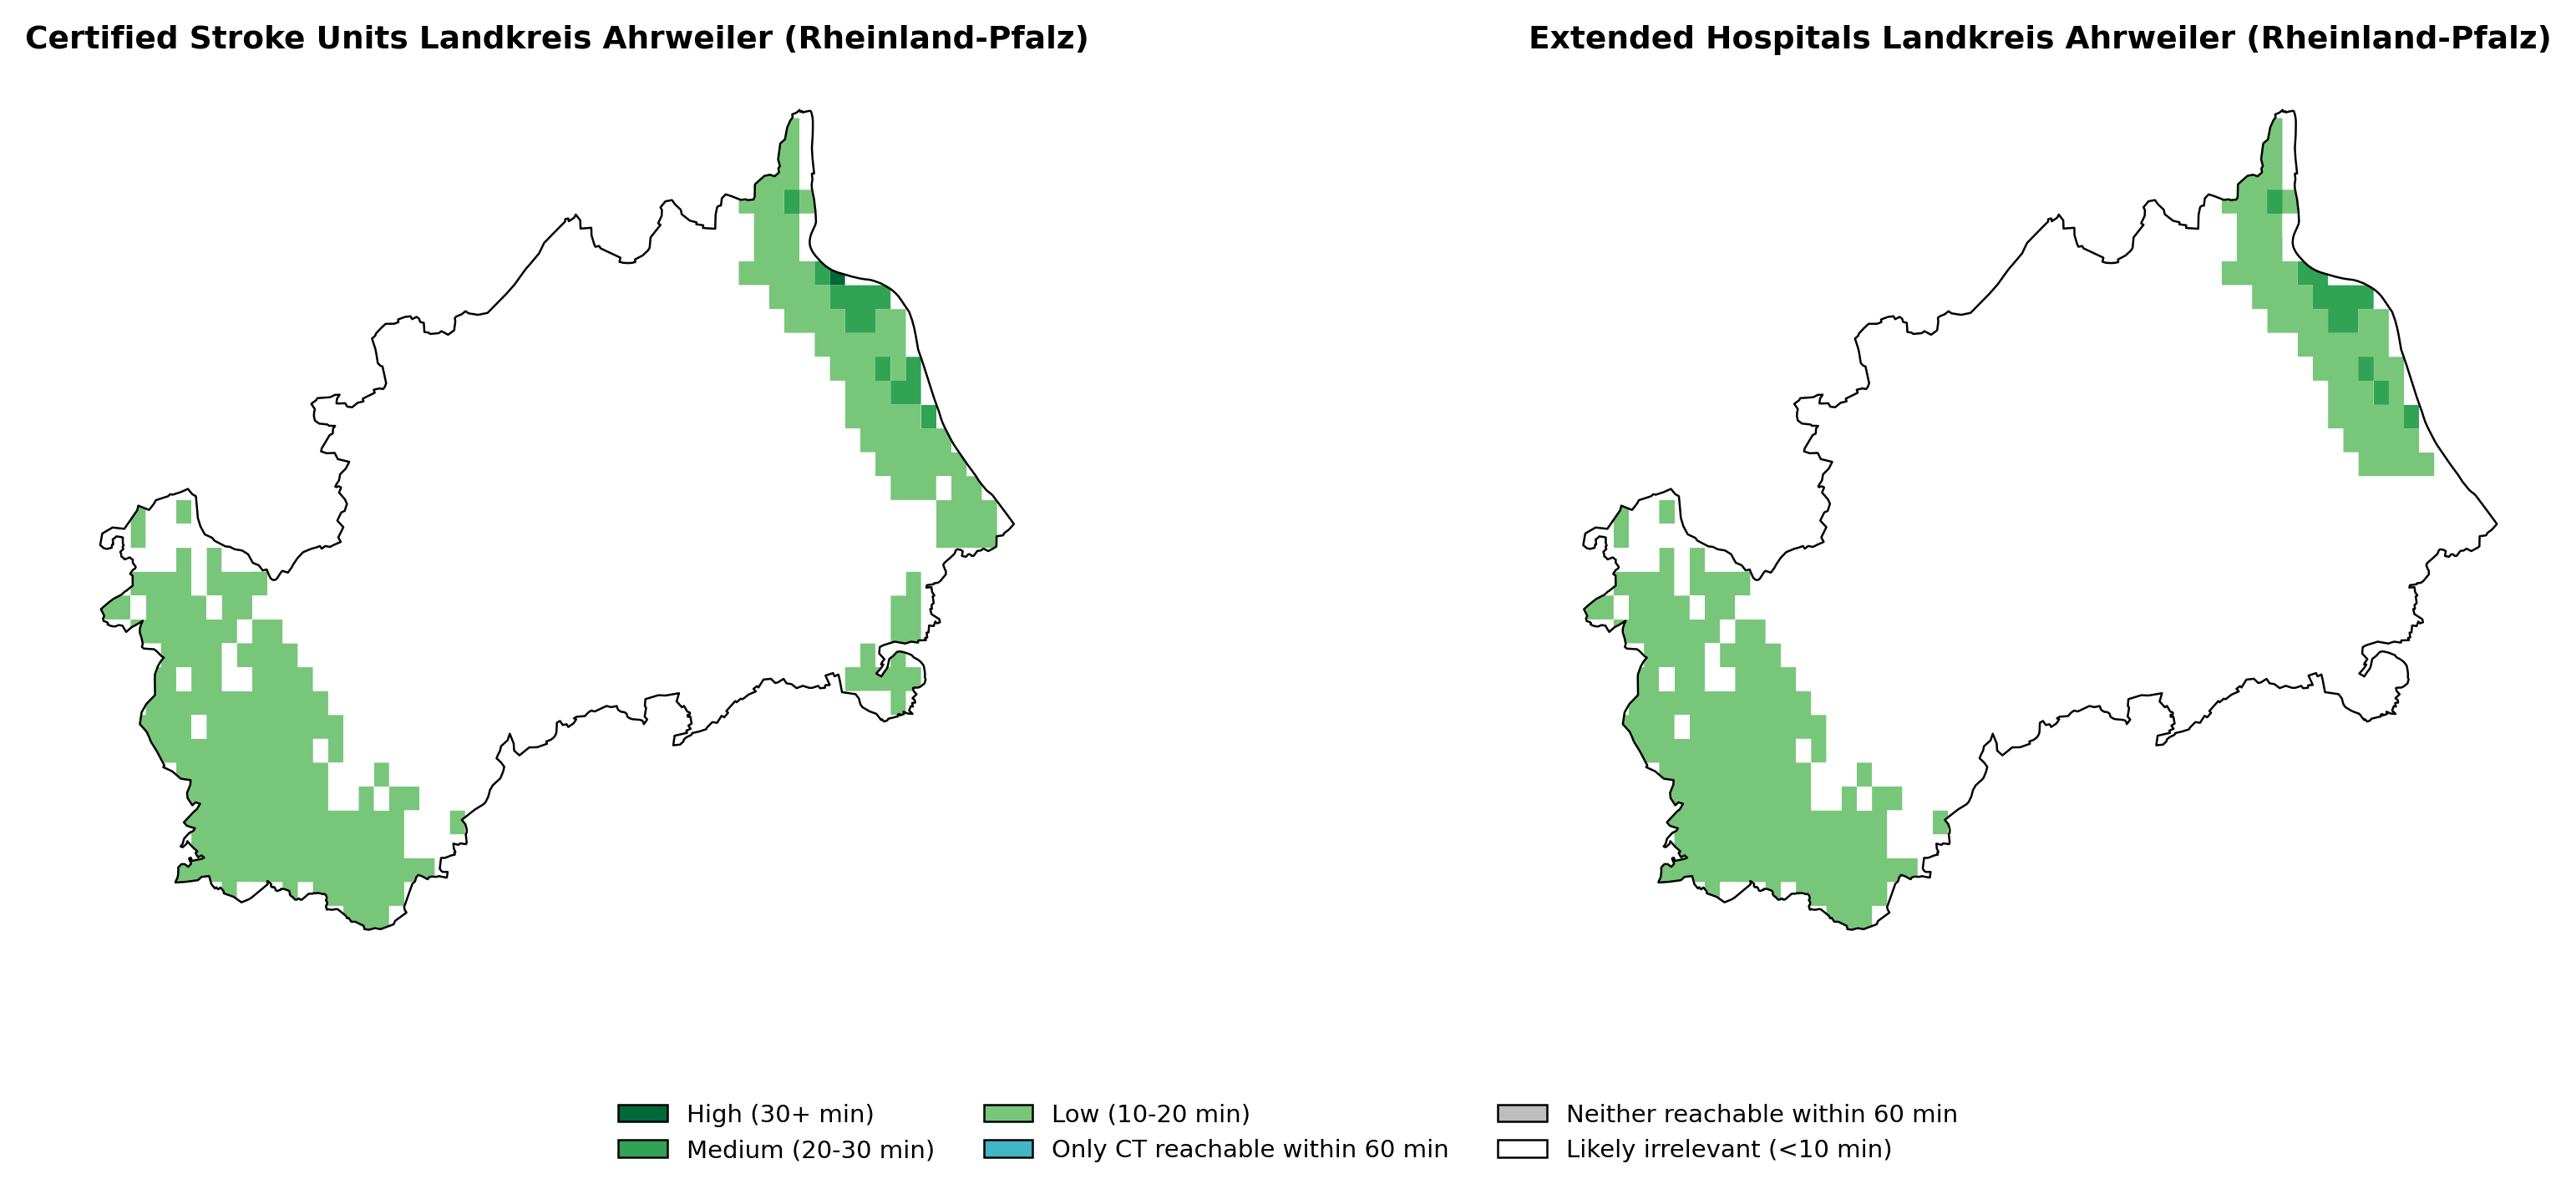 Certified Stroke Units Landkreis Ahrweiler (Rheinland-Pfalz)
Extended Hospitals Landkreis Ahrweiler (Rheinland-Pfalz)
High (30+ min)
Medium (20-30 min)
Low (10-20 min)
Only CT reachable within 60 min
Neither reachable within 60 min
Likely irrelevant (<10 min)